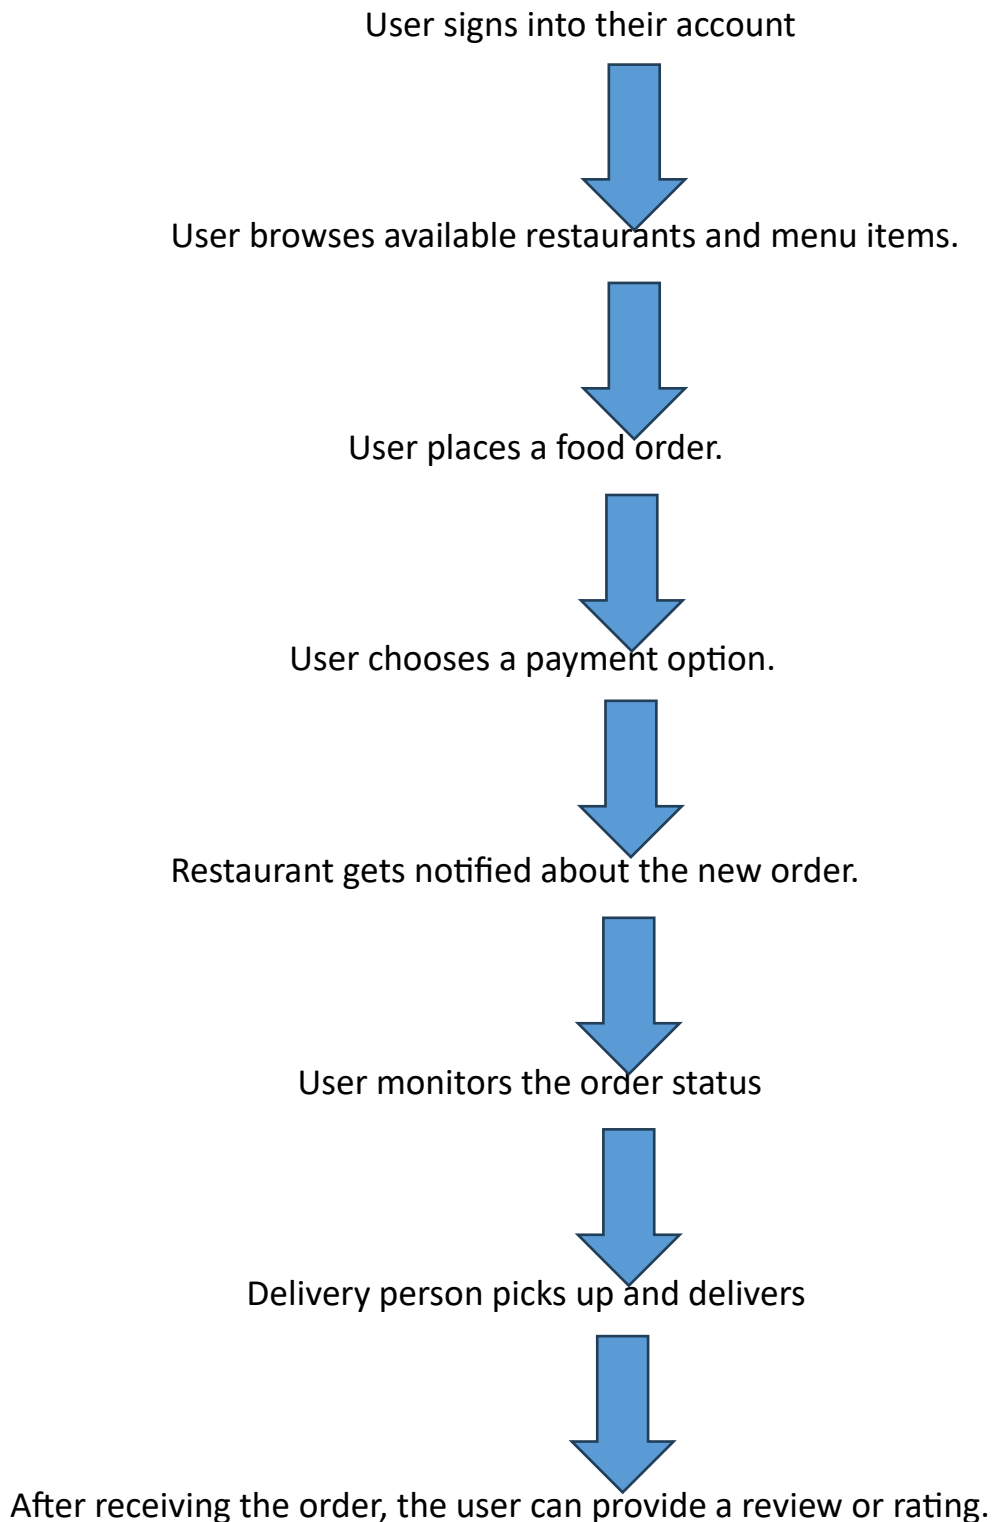 User signs into their account
User browses available restaurants and menu items.
User places a food order.
User chooses a payment option.
Restaurant gets notified about the new order.
User monitors the order status
Delivery person picks up and delivers
After receiving the order, the user can provide a review or rating.